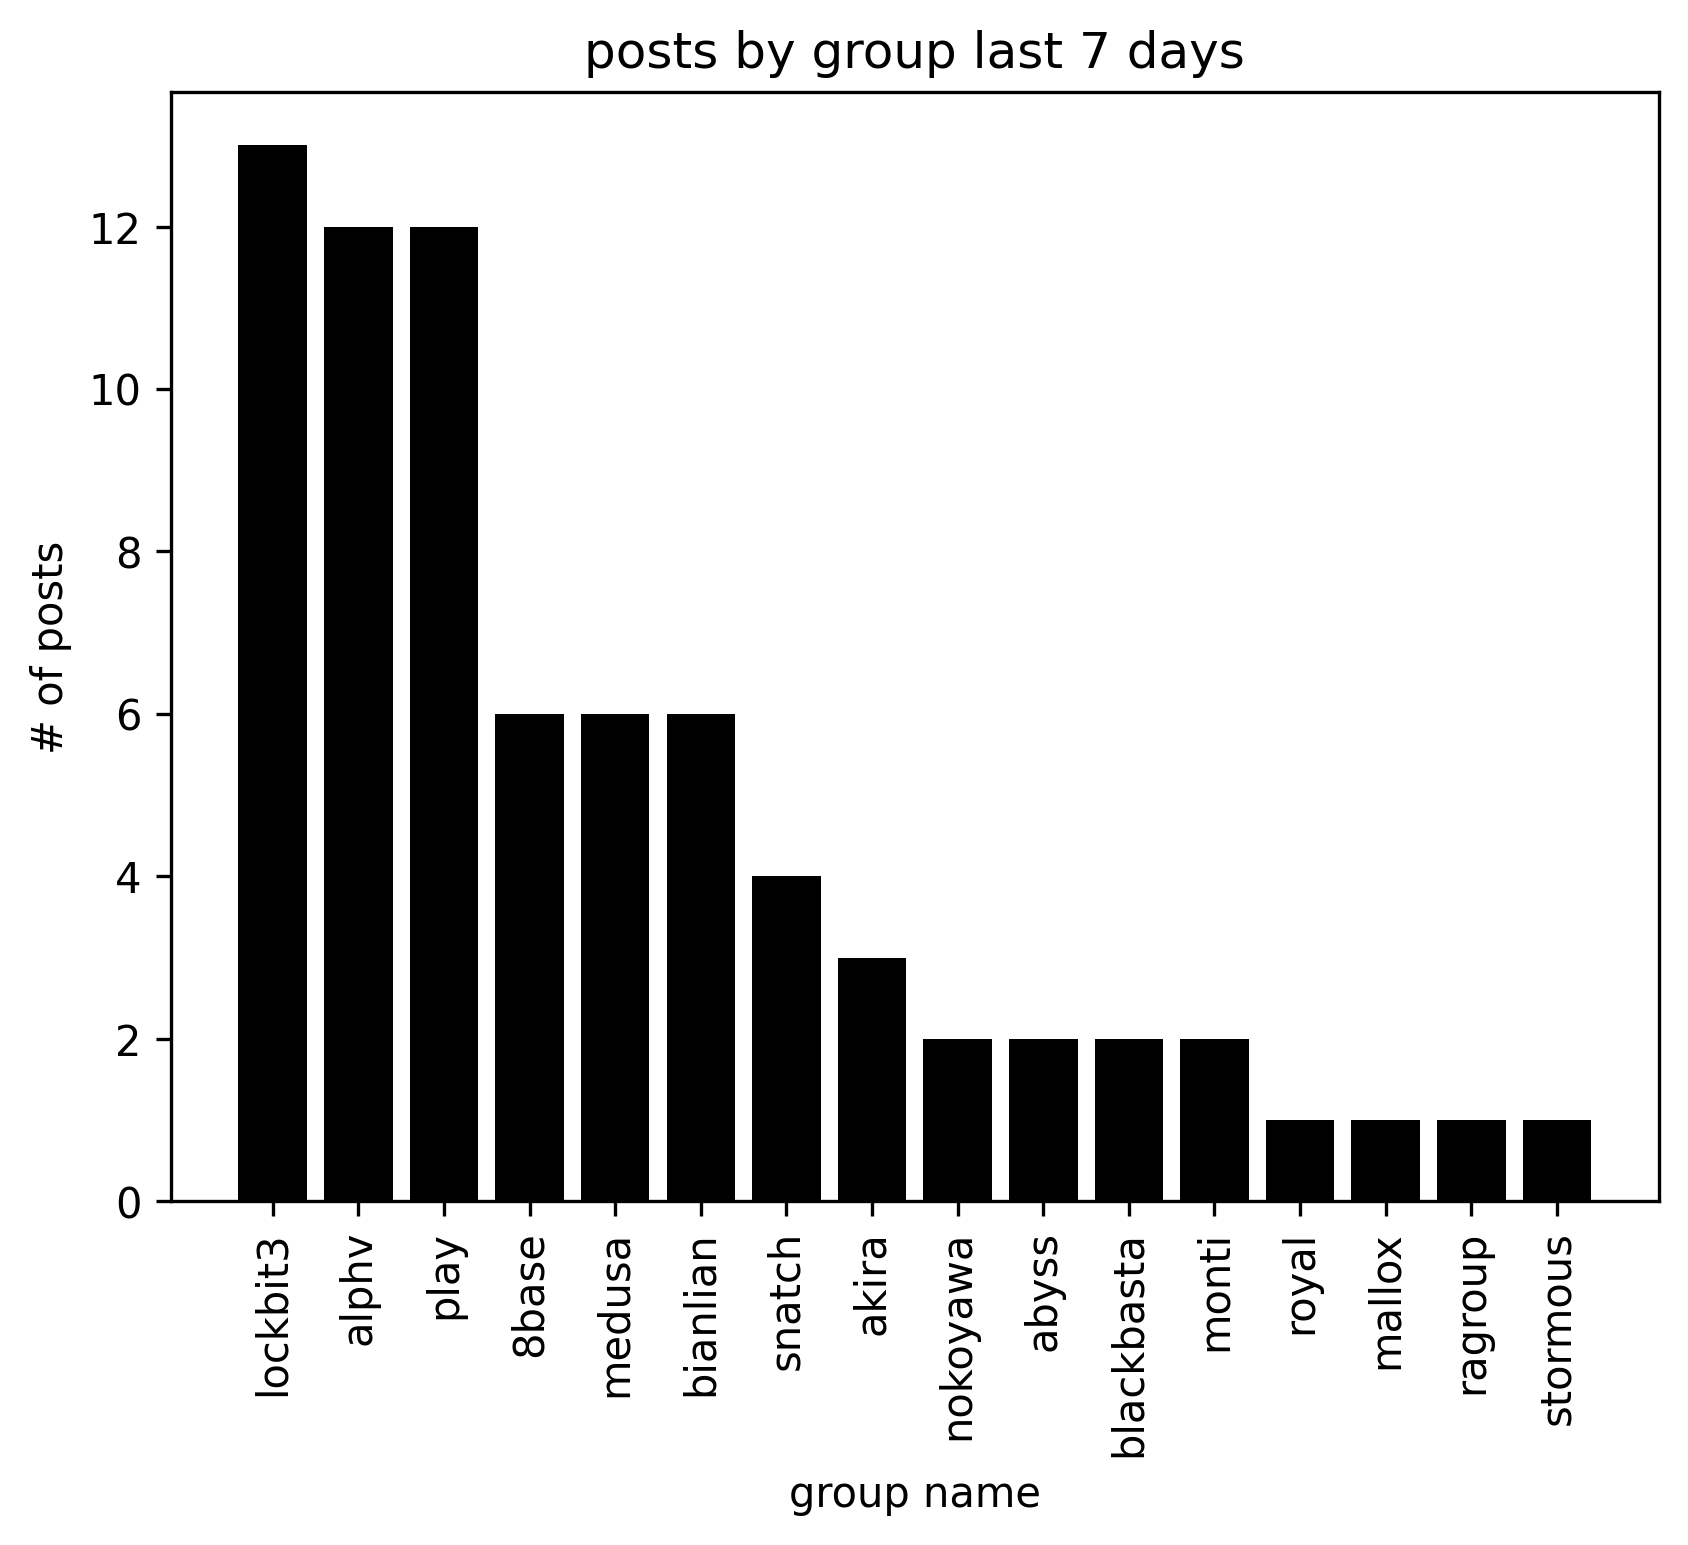 posts by group last 7 days
# of posts
12
10
8
6
4
2
0
lockbit3
alphv
play
8base
medusa
bianlian
snatch
akira
nokoyawa
abyss
blackbasta
monti
royal
mallox
ragroup
stormous
group name